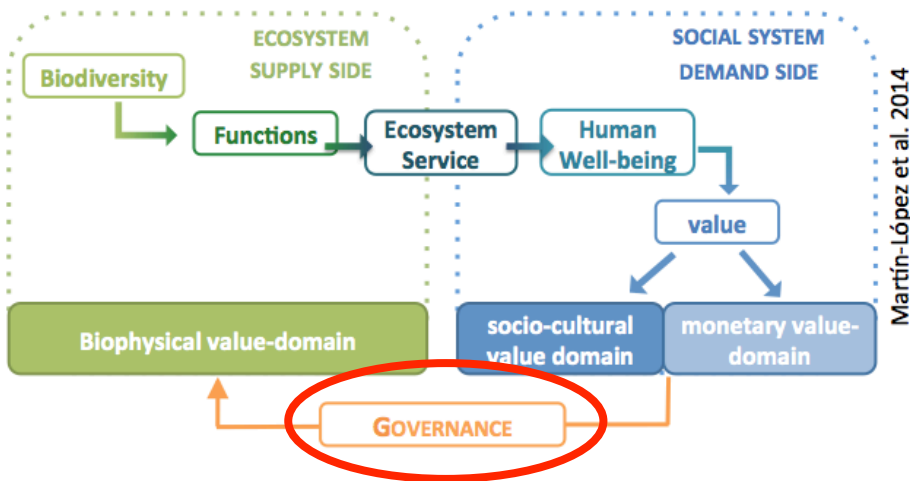 ECOSYSTEM
SUPPLY SIDE
SOCIAL SYSTEM
DEMAND SIDE
Biodiversity
Functions
Ecosystem
Service
Human
Well-being
value
Biophysical value-domain
socio-cultural
value domain
monetary value-
domain
GOVERNANCE
Martín-López et al. 2014